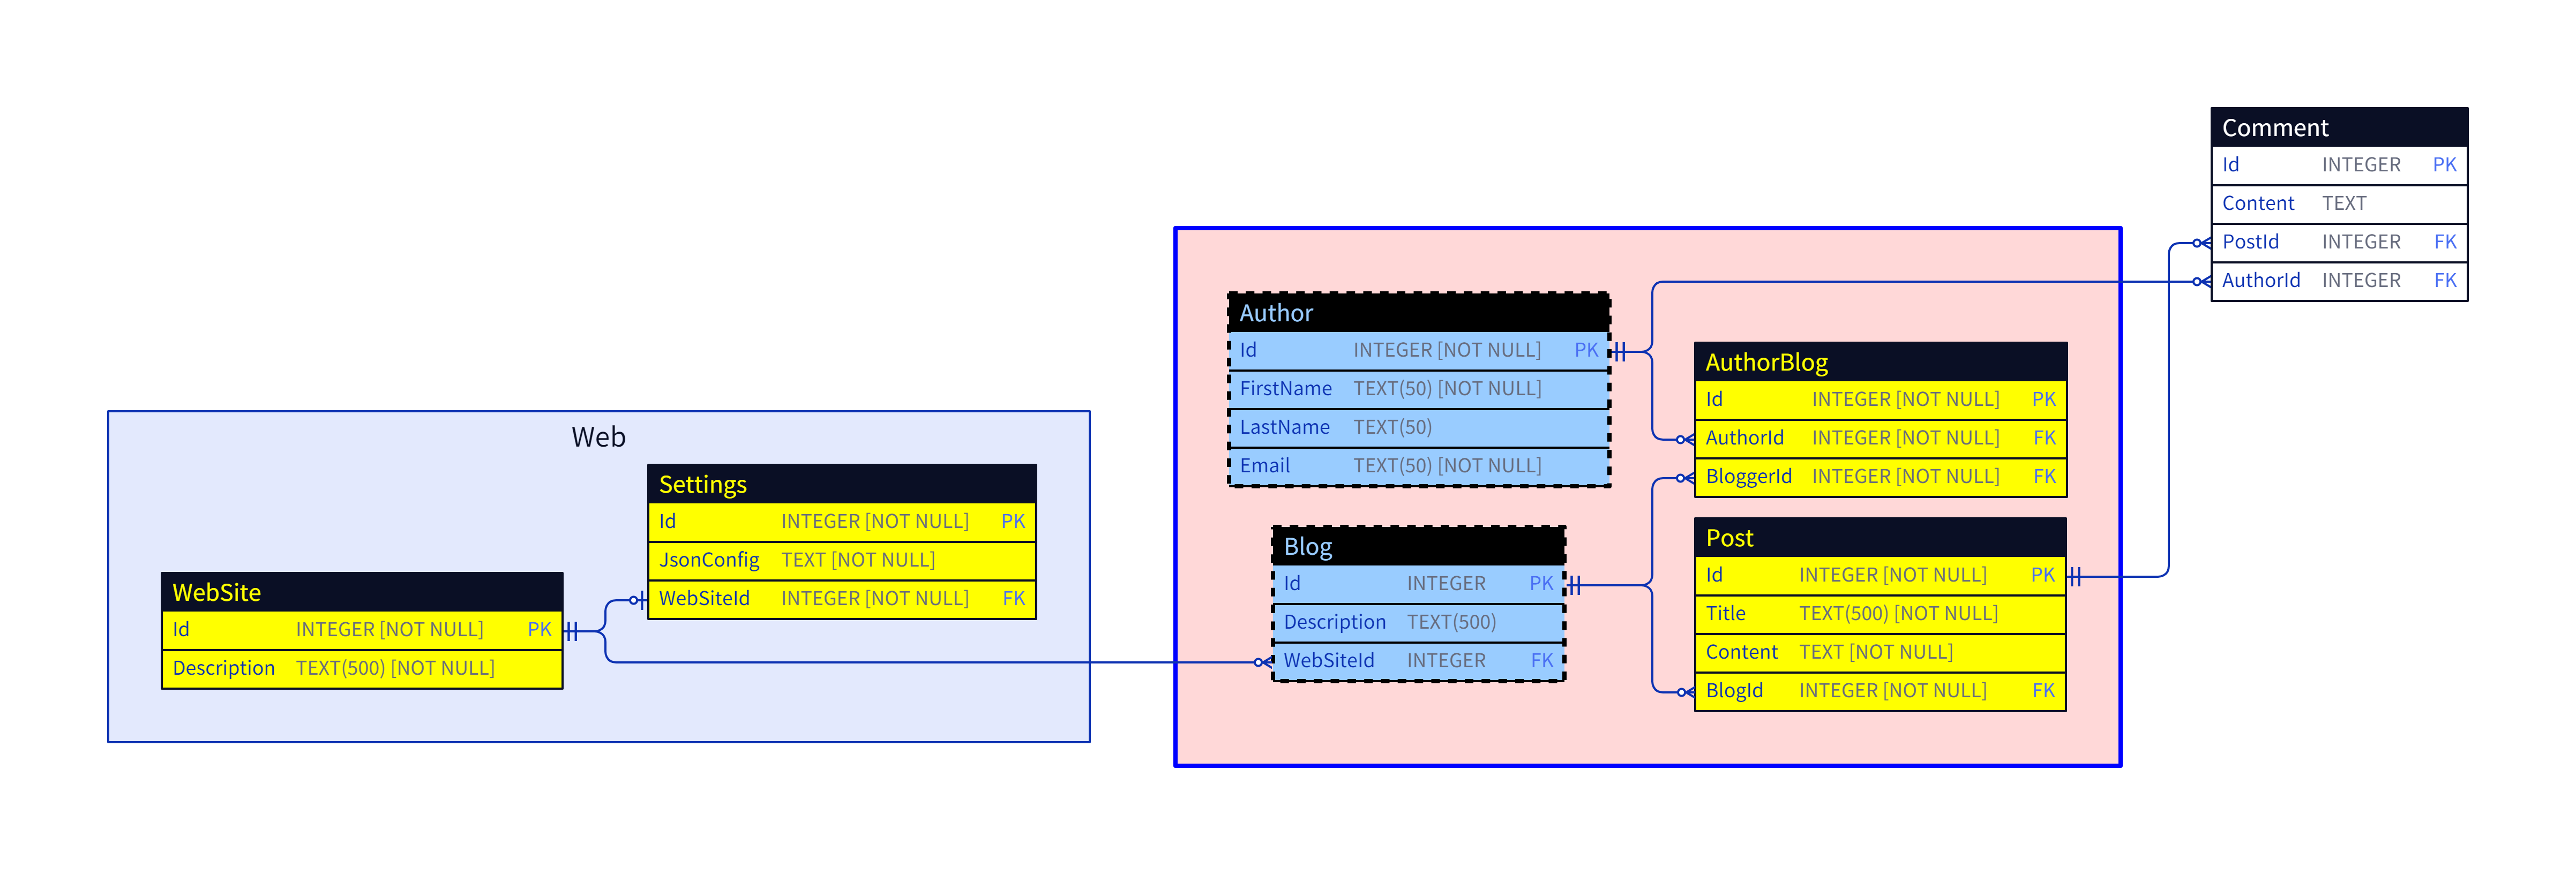 Web
WebSite
Id INTEGER [NOT NULL] PK
Description TEXT(500) [NOT NULL]
Settings
Id INTEGER [NOT NULL] PK
JsonConfig TEXT [NOT NULL]
WebSiteId INTEGER [NOT NULL] FK
Author
Id INTEGER [NOT NULL] PK
FirstName TEXT(50) [NOT NULL]
LastName TEXT(50)
Email TEXT(50) [NOT NULL]
Blog
Id INTEGER PK
Description TEXT(500)
WebSiteId INTEGER FK
AuthorBlog
Id INTEGER [NOT NULL] PK
AuthorId INTEGER [NOT NULL] FK
BloggerId INTEGER [NOT NULL] FK
Post
Id INTEGER [NOT NULL] PK
Title TEXT(500) [NOT NULL]
Content TEXT [NOT NULL]
BlogId INTEGER [NOT NULL] FK
Comment
Id INTEGER PK
Content TEXT
PostId INTEGER FK
AuthorId INTEGER FK